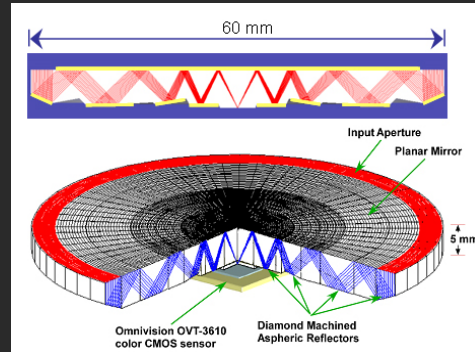 60 mm
Input Aperture
Planar Mirror
5 mm
Omnivision OVT-3610
color CMOS sensor
Diamond Machined
Aspheric Reflectors